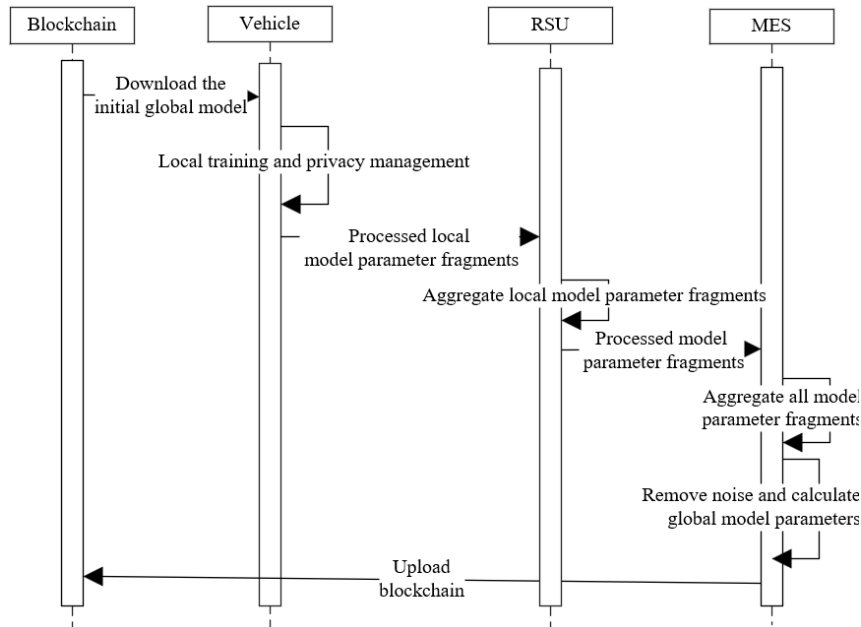 Blockchain
Vehicle
RSU
MES
Download the
initial global model
Local training and privacy management
Processed local
model parameter fragments
Aggregate local model parameter fragments
Processed model
parameter fragments
Aggregate all model
parameter fragments
Remove noise and calculate
global model parameters
Upload
blockchain